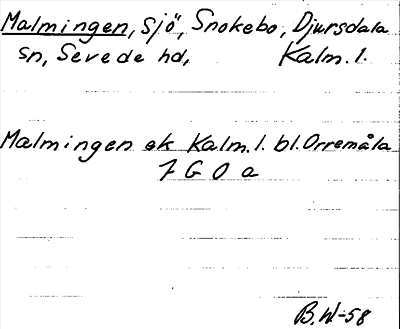 Malmingen, sjö, Snokebo, Djursdala
sn, Sevede hd, Kalm. l.
Malmingen ek Kalm. l. bl. Orremåla
7 G 0 a
B. W-58